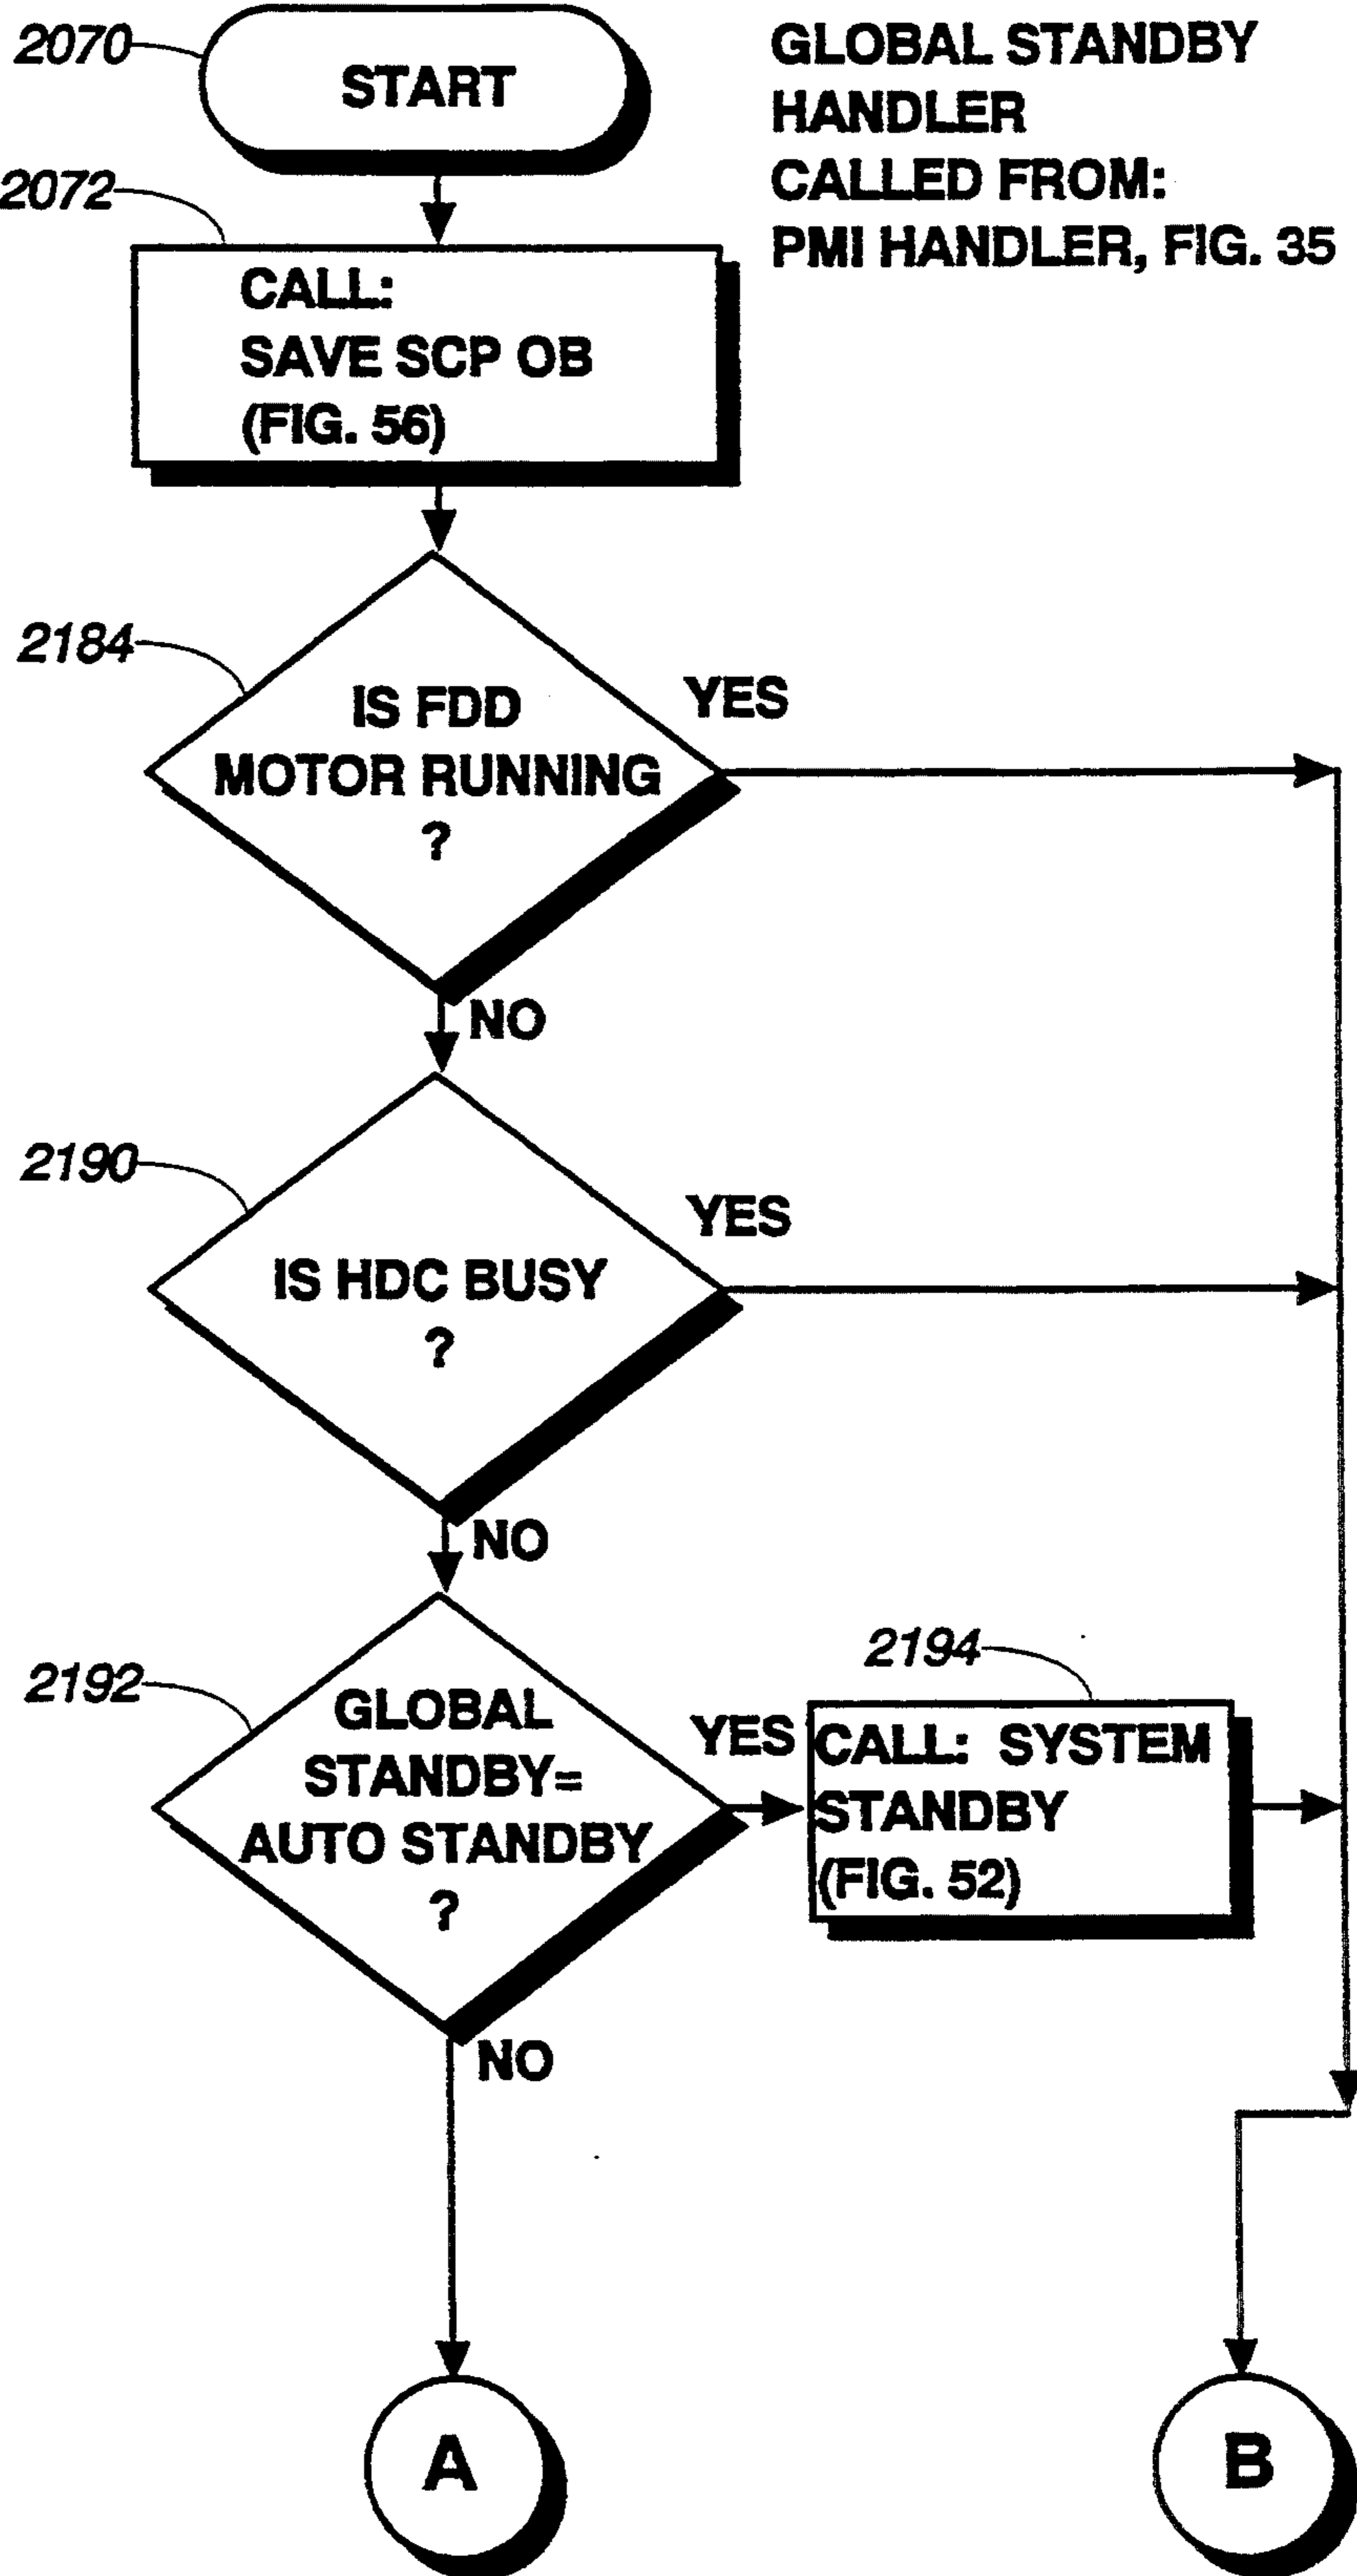 2070
START
GLOBAL STANDBY
HANDLER
CALLED FROM:
PMI HANDLER, FIG. 35
2072
CALL:
SAVE SCP OB
(FIG. 56)
2184
IS FDD
MOTOR RUNNING
?
YES
NO
2190
IS HDC BUSY
?
YES
NO
2192
GLOBAL
STANDBY=
AUTO STANDBY
?
YES
NO
2194
CALL: SYSTEM
STANDBY
(FIG. 52)
A
B